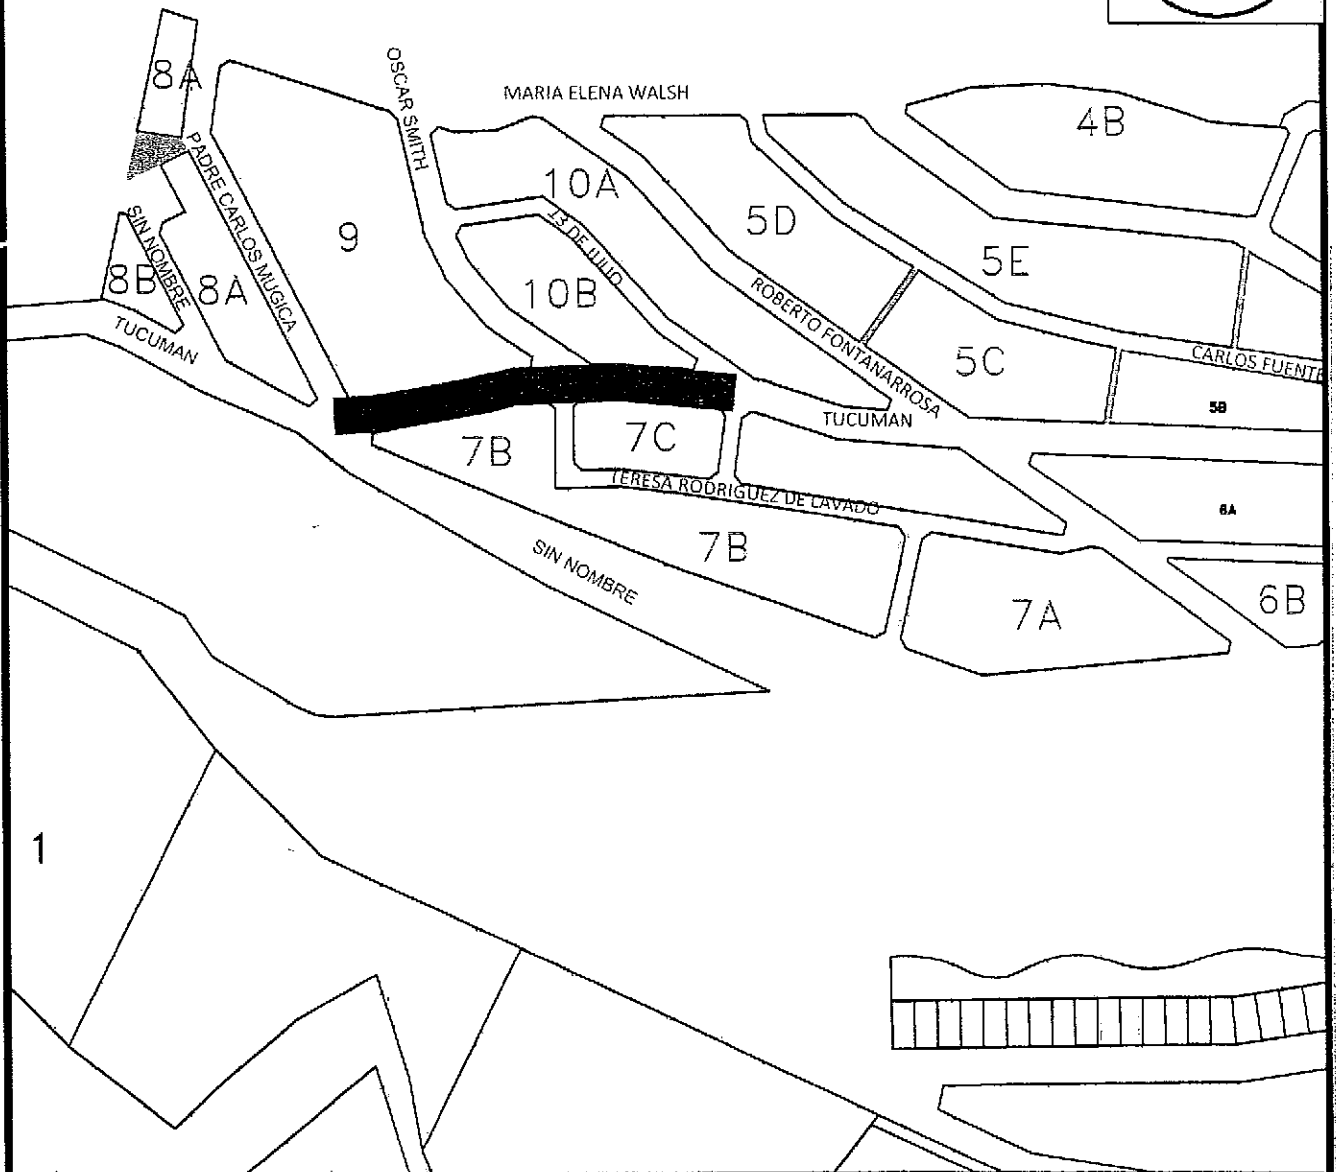 8A
OSCAR SMITH
MARIA ELENA WALSH
4B
PADRE CARLOS MUGICA
10A
5D
9
SIN NOMBRE
13 DE JULIO
5E
8B
8A
10B
ROBERTO FONTANARROSA
TUCUMAN
5C
CARLOS FUENTE
5B
TUCUMAN
7B
7C
TERESA RODRIGUEZ DE LAVADO
6A
SIN NOMBRE
7B
7A
6B
1